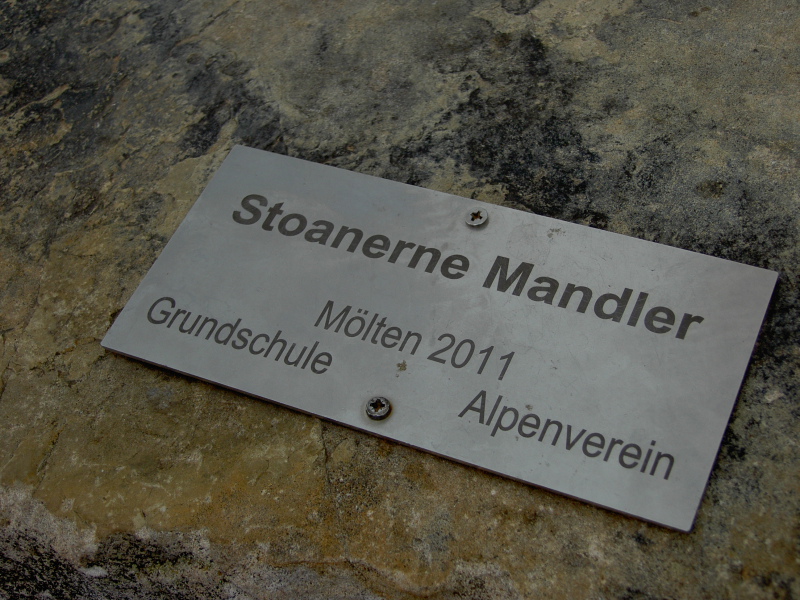 Stoanerne Mandler
Mölten 2011
Grundschule
Alpenverein